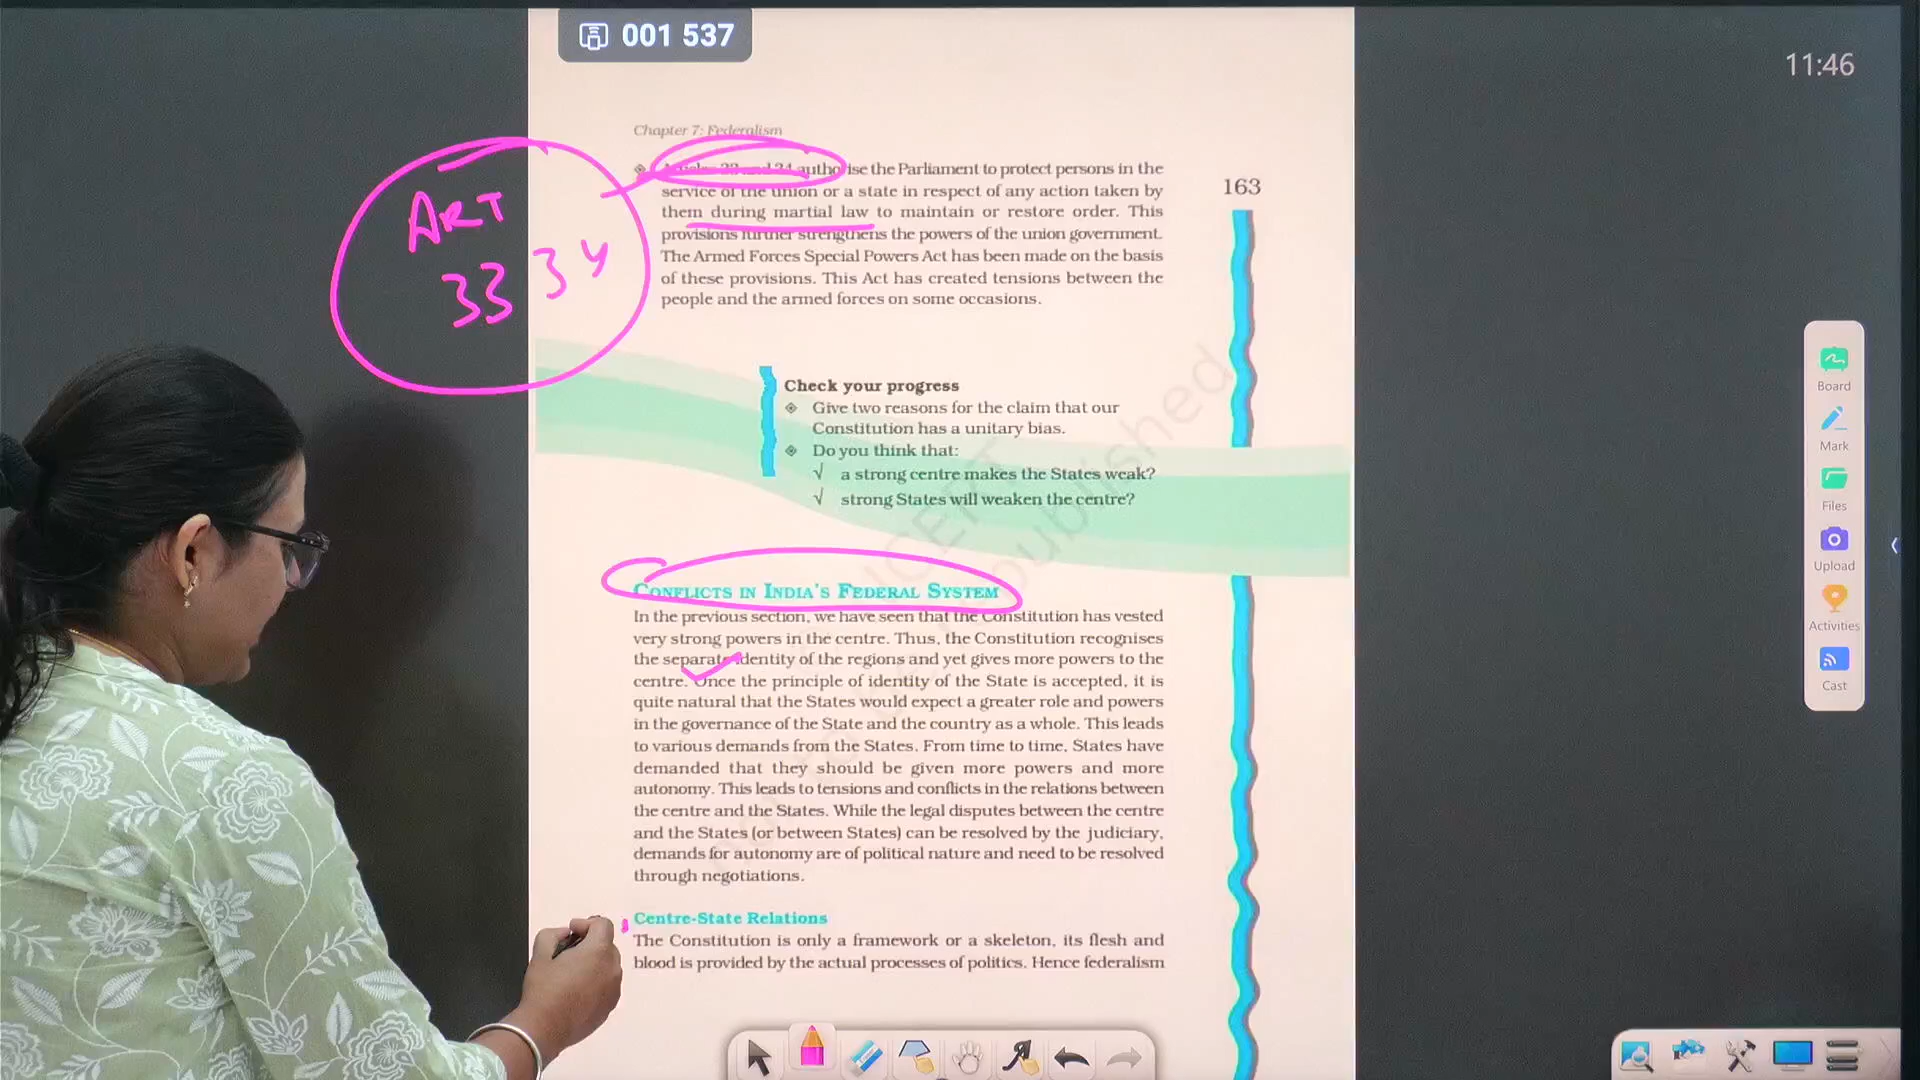 001 537
11:46
Chapter 7: Federalism
❖ Articles 33 and 34 authorise the Parliament to protect persons in the
service of the union or a state in respect of any action taken by
them during martial law to maintain or restore order. This
provisions further strengthens the powers of the union government.
The Armed Forces Special Powers Act has been made on the basis
of these provisions. This Act has created tensions between the
people and the armed forces on some occasions.
163
ART
33 34
Check your progress
❖ Give two reasons for the claim that our
Constitution has a unitary bias.
❖ Do you think that:
√ a strong centre makes the States weak?
√ strong States will weaken the centre?
CONFLICTS IN INDIA'S FEDERAL SYSTEM
In the previous section, we have seen that the Constitution has vested
very strong powers in the centre. Thus, the Constitution recognises
the separate identity of the regions and yet gives more powers to the
centre. Once the principle of identity of the State is accepted, it is
quite natural that the States would expect a greater role and powers
in the governance of the State and the country as a whole. This leads
to various demands from the States. From time to time, States have
demanded that they should be given more powers and more
autonomy. This leads to tensions and conflicts in the relations between
the centre and the States. While the legal disputes between the centre
and the States (or between States) can be resolved by the judiciary,
demands for autonomy are of political nature and need to be resolved
through negotiations.
Centre-State Relations
The Constitution is only a framework or a skeleton, its flesh and
blood is provided by the actual processes of politics. Hence federalism
Board
Mark
Files
Upload
Activities
Cast